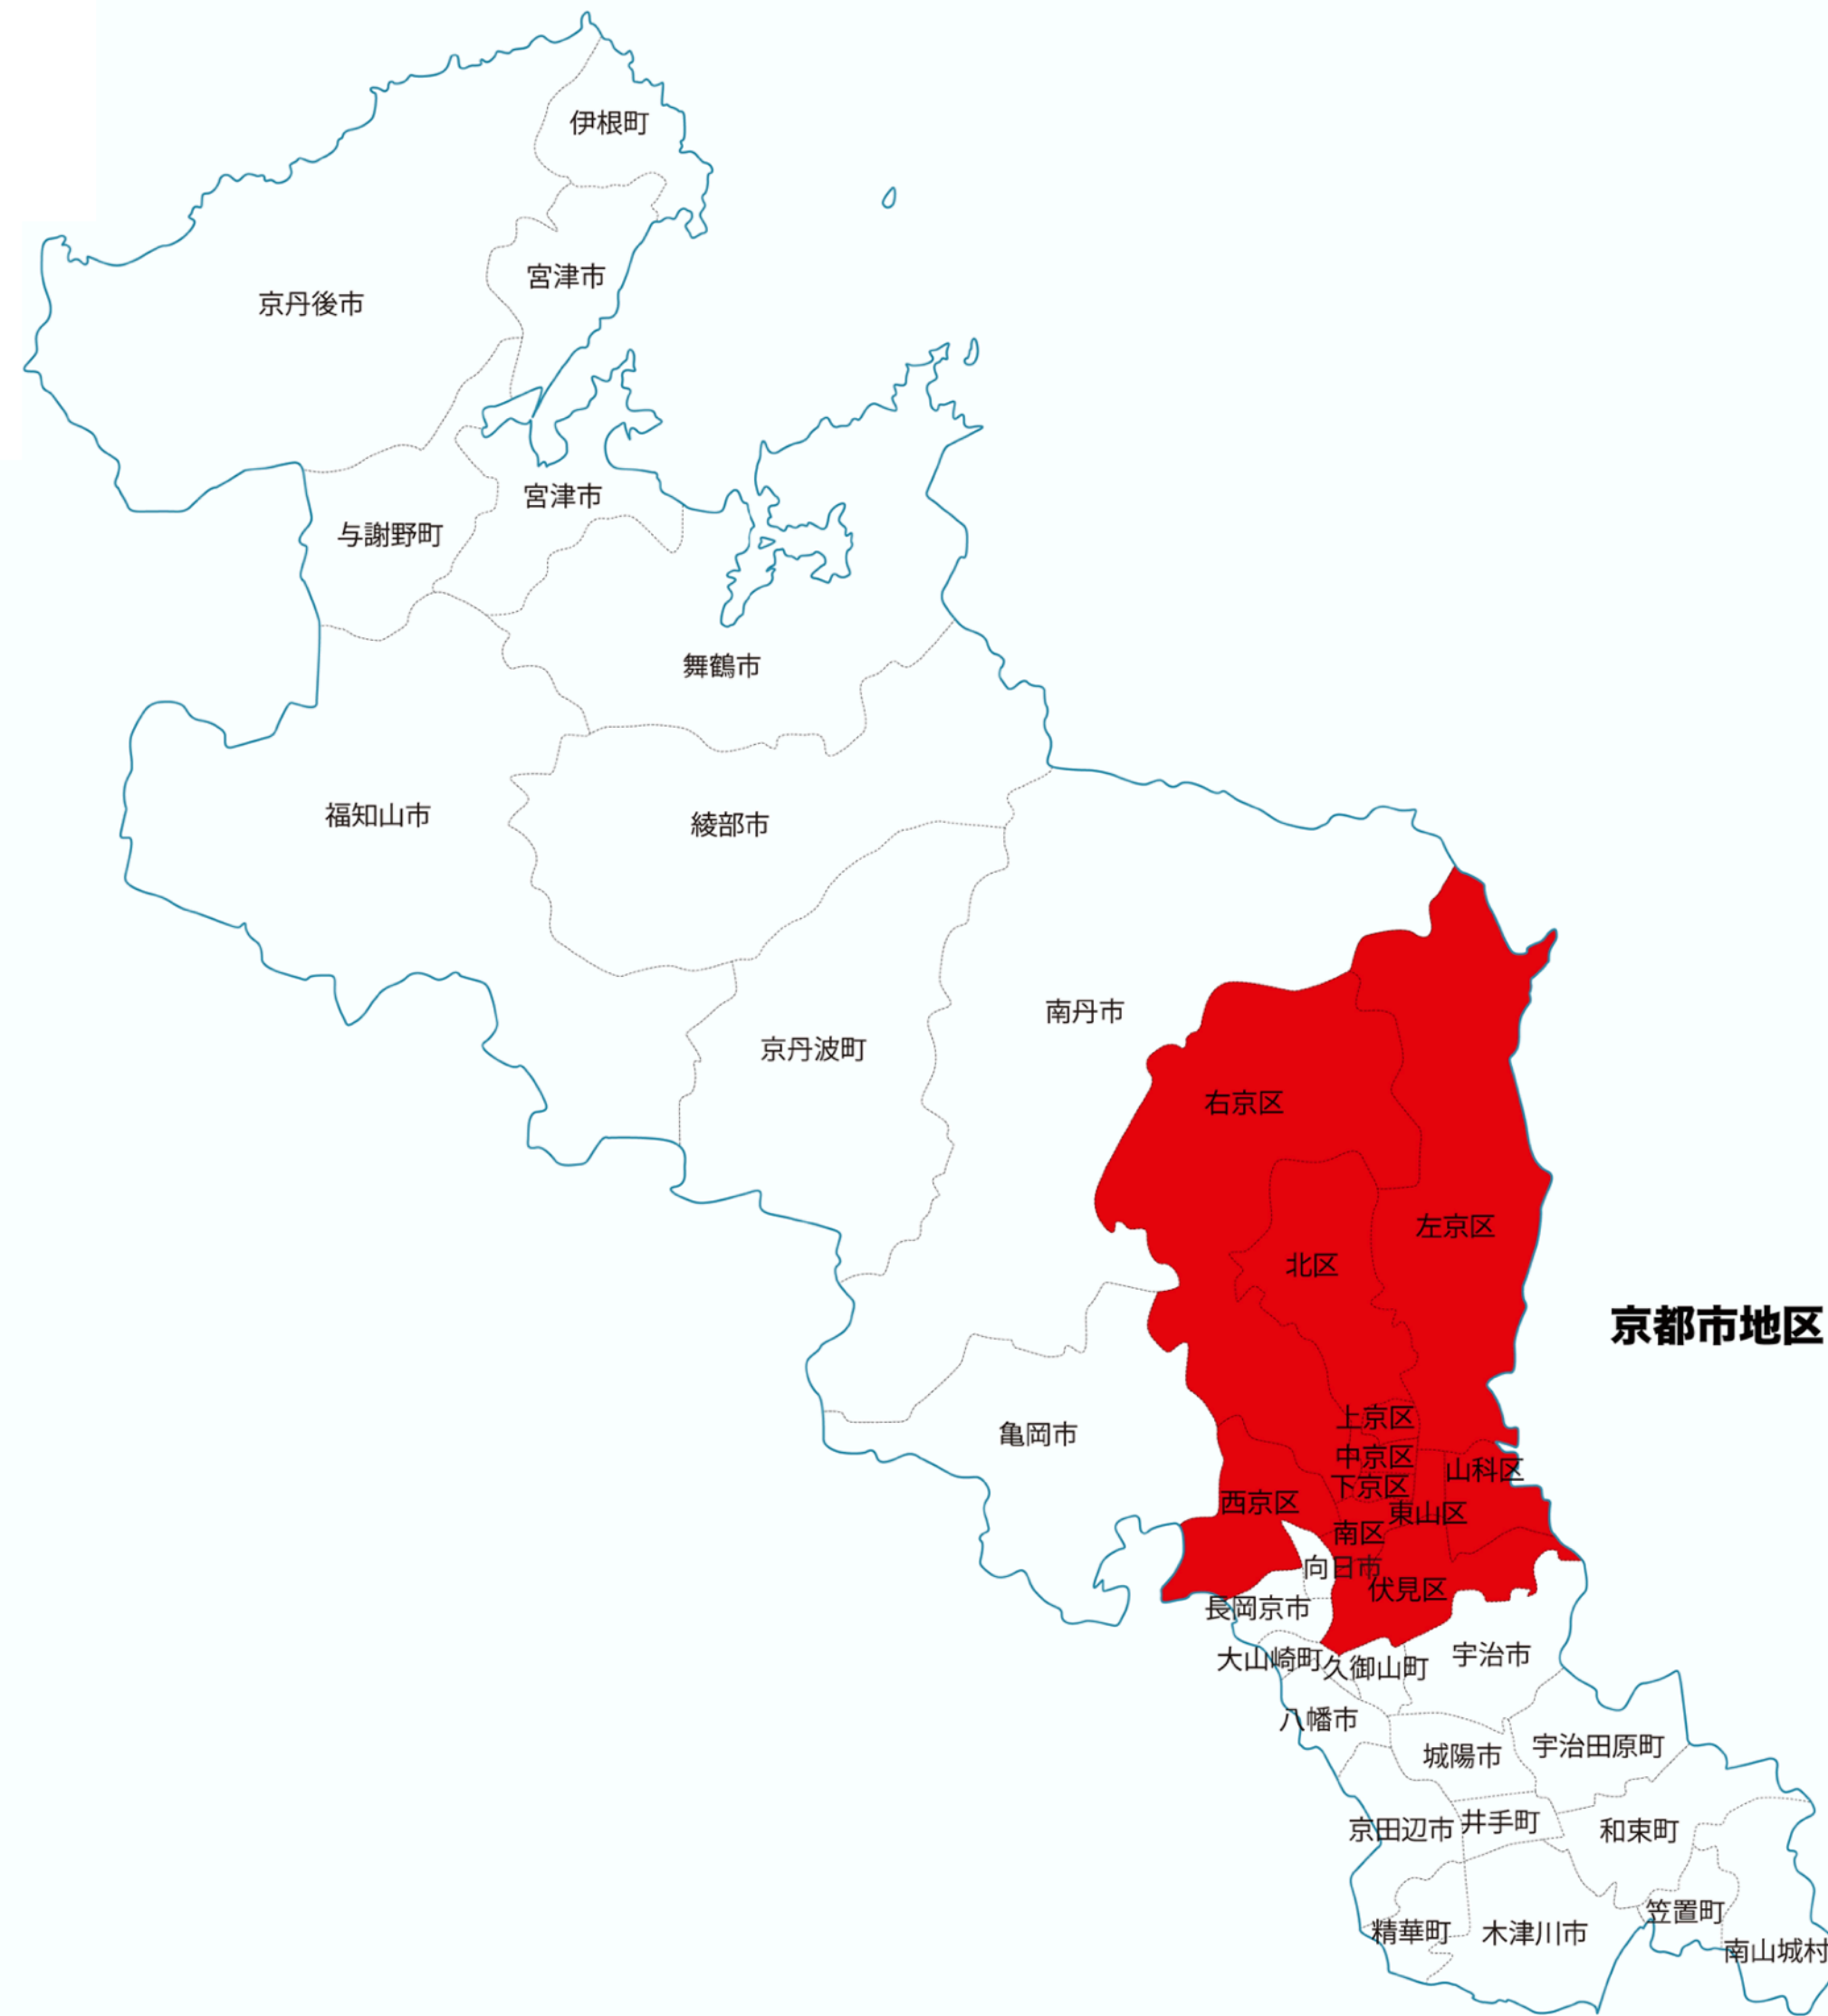 伊根町
宮津市
京丹後市
宮津市
与謝野町
舞鶴市
福知山市
綾部市
南丹市
京丹波町
右京区
左京区
北区
京都市地区
上京区
亀岡市
中京区
山科区
下京区
西京区
東山区
南区
向日市
伏見区
長岡京市
宇治市
大山崎町
久御山町
八幡市
宇治田原町
城陽市
井手町
京田辺市
和束町
笠置町
精華町
木津川市
南山城村